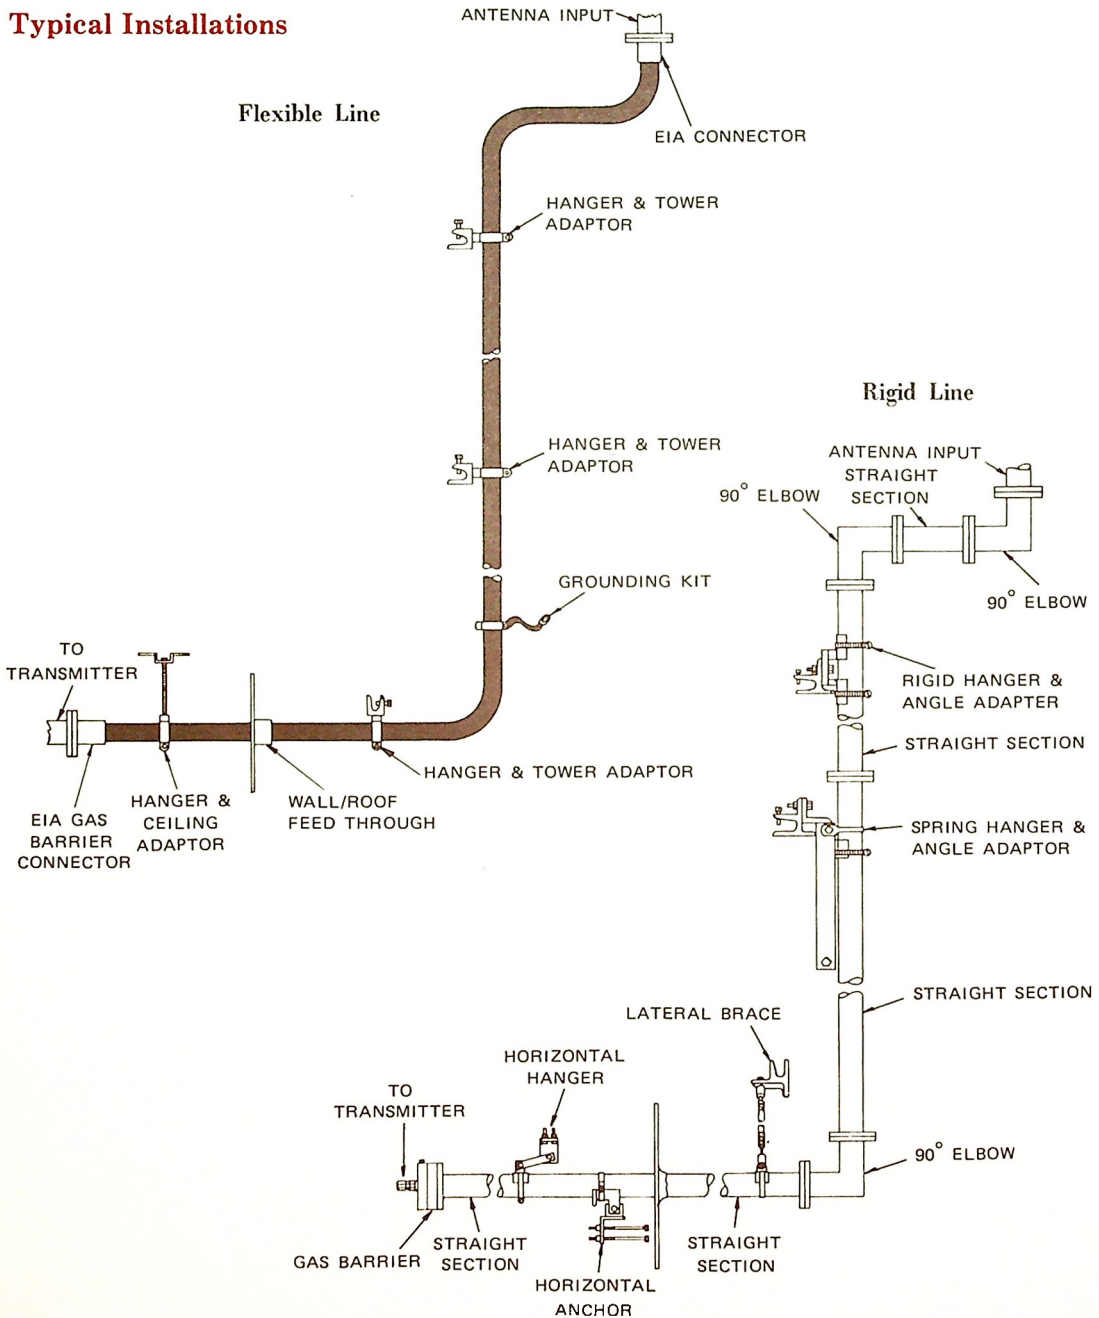 Typical Installations
Flexible Line
ANTENNA INPUT
EIA CONNECTOR
HANGER & TOWER
ADAPTOR
HANGER & TOWER
ADAPTOR
GROUNDING KIT
TO
TRANSMITTER
EIA GAS
BARRIER
CONNECTOR
HANGER &
CEILING
ADAPTOR
WALL/ROOF
FEED THROUGH
HANGER & TOWER ADAPTOR
Rigid Line
ANTENNA INPUT
STRAIGHT
SECTION
90° ELBOW
90° ELBOW
RIGID HANGER &
ANGLE ADAPTER
STRAIGHT SECTION
SPRING HANGER &
ANGLE ADAPTOR
STRAIGHT SECTION
LATERAL BRACE
HORIZONTAL
HANGER
TO
TRANSMITTER
90° ELBOW
GAS BARRIER
STRAIGHT
SECTION
HORIZONTAL
ANCHOR
STRAIGHT
SECTION